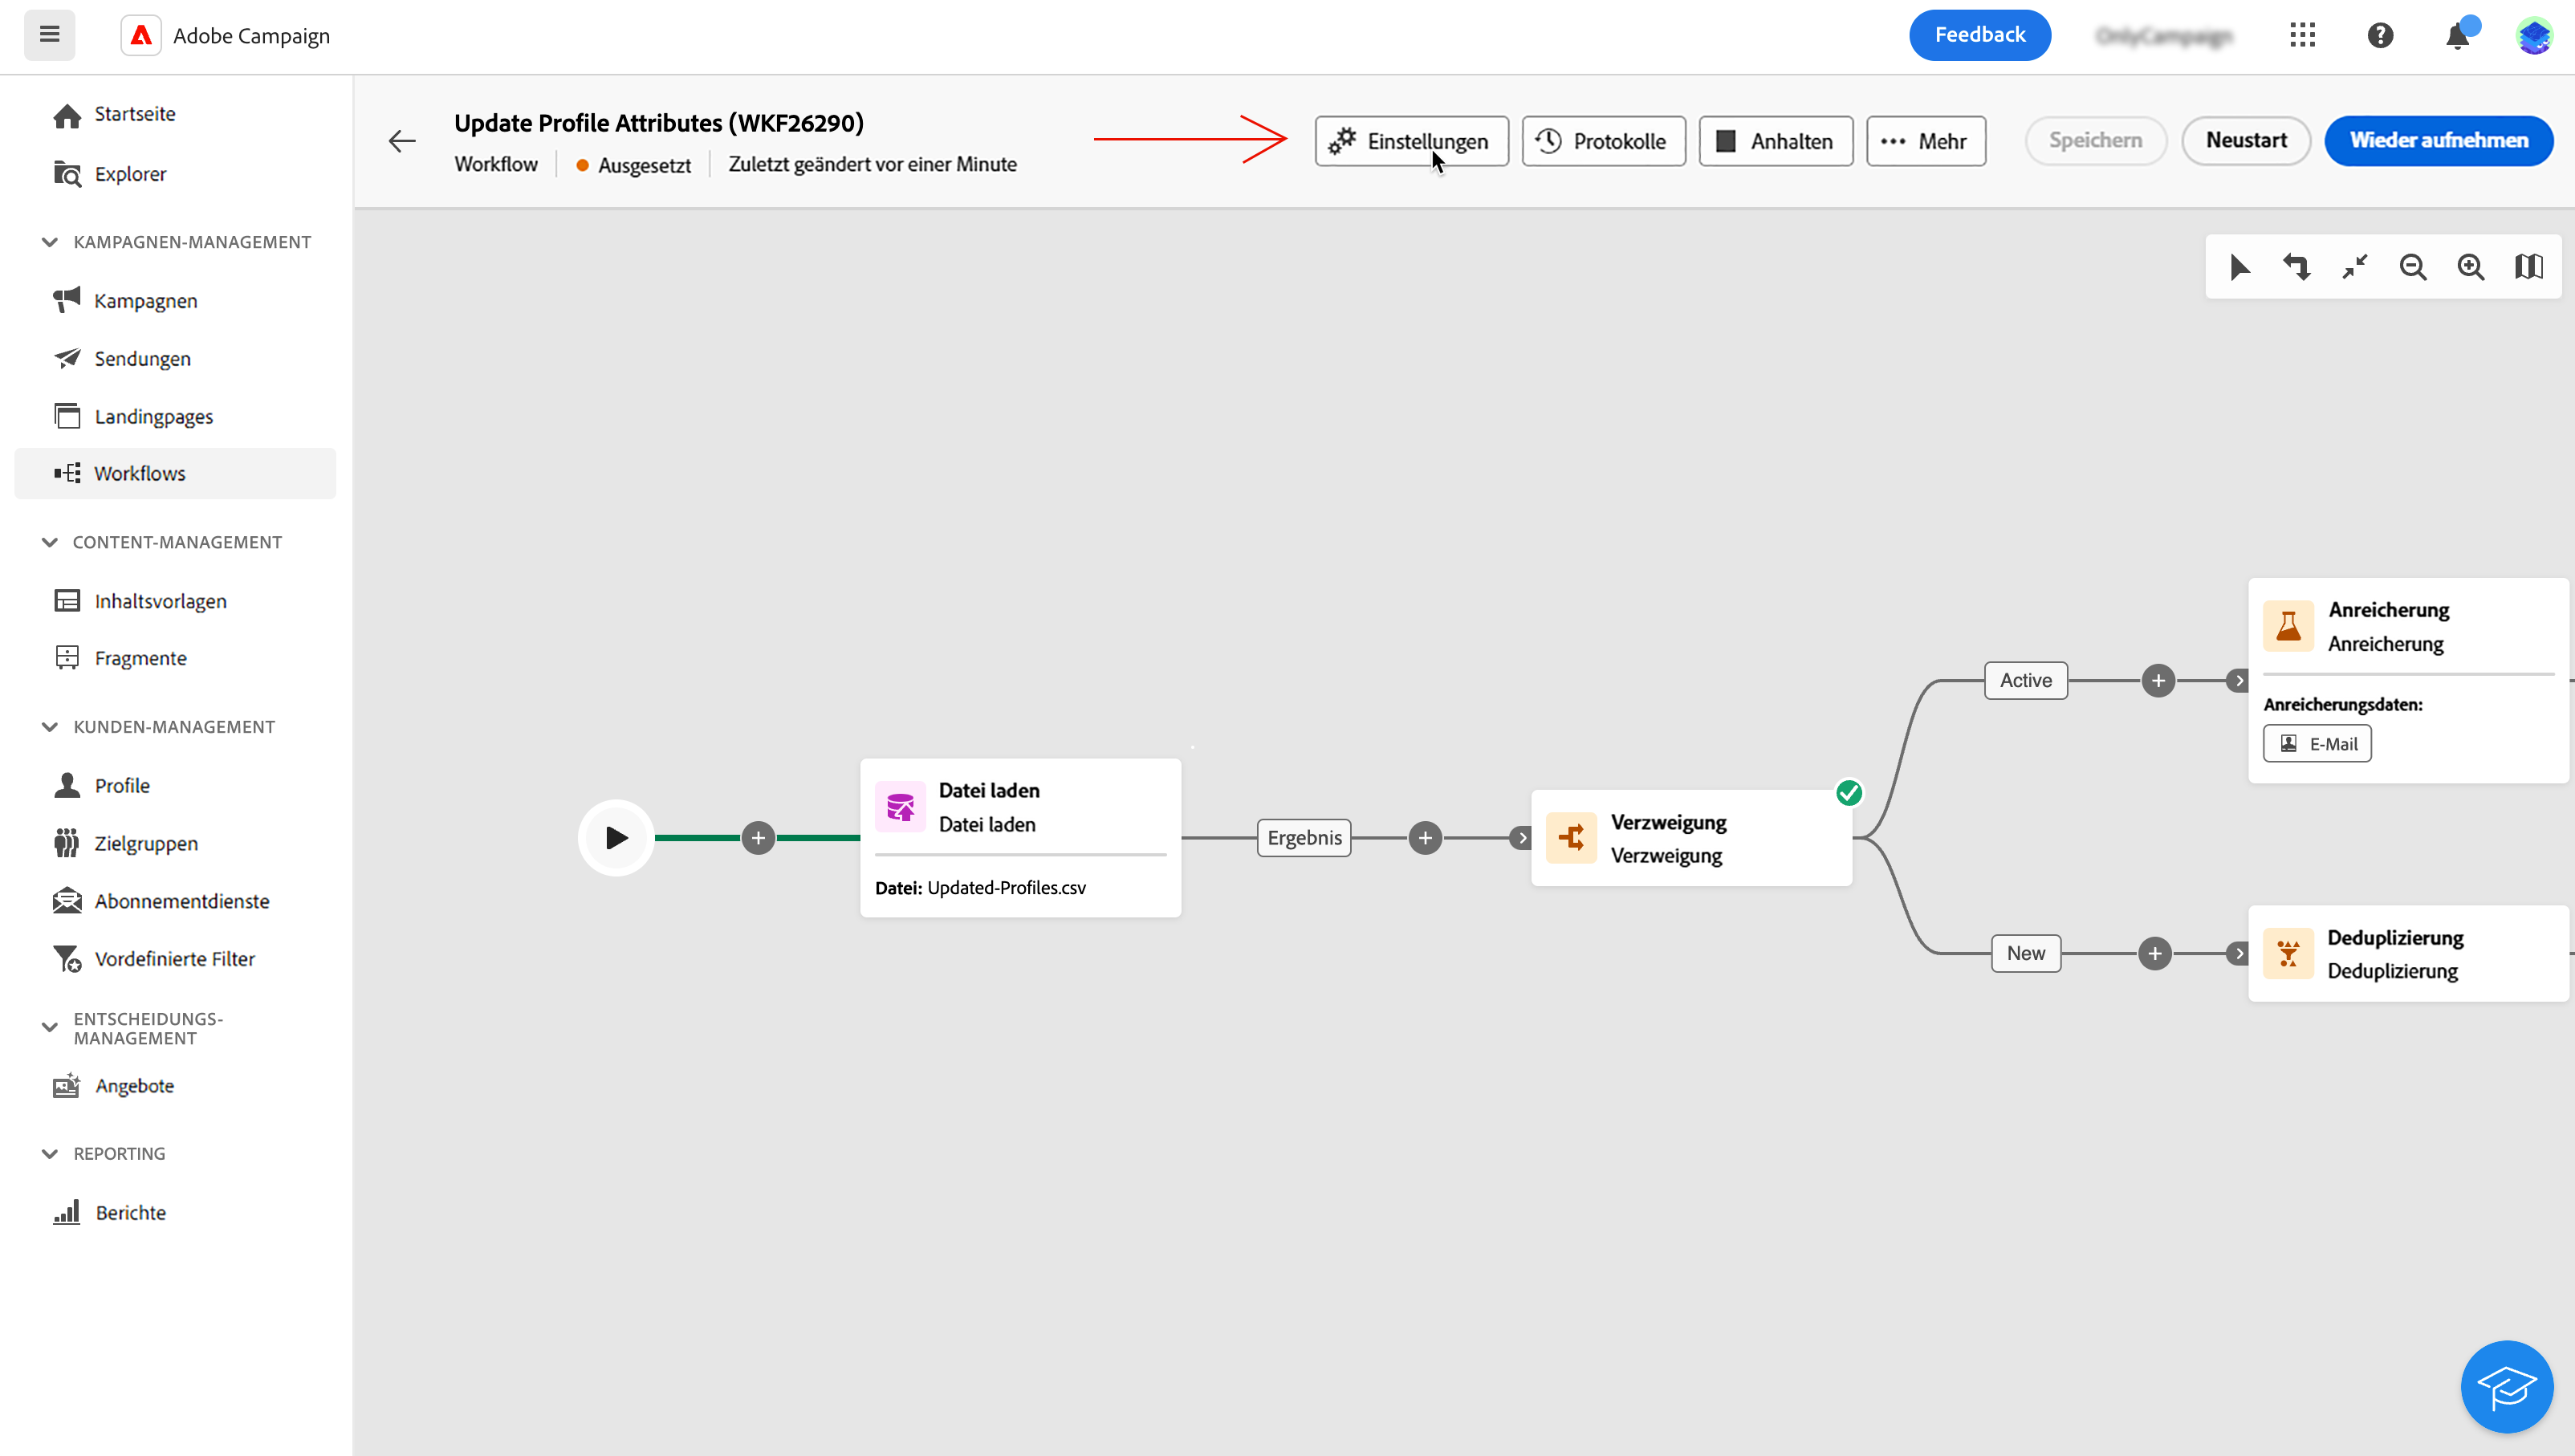 Adobe Campaign
Feedback
Startseite
Explorer
KAMPAGNEN-MANAGEMENT
Kampagnen
Sendungen
Landingpages
Workflows
CONTENT-MANAGEMENT
Inhaltsvorlagen
Fragmente
KUNDEN-MANAGEMENT
Profile
Zielgruppen
Abonnementdienste
Vordefinierte Filter
ENTSCHEIDUNGS-
MANAGEMENT
Angebote
REPORTING
Berichte
Update Profile Attributes (WKF26290)
Workflow
Ausgesetzt
Zuletzt geändert vor einer Minute
Einstellungen
Protokolle
Anhalten
Mehr
Speichern
Neustart
Wieder aufnehmen
Datei laden
Datei laden
Datei: Updated-Profiles.csv
Ergebnis
Verzweigung
Verzweigung
Active
Anreicherung
Anreicherung
Anreicherungsdaten:
E-Mail
New
Deduplizierung
Deduplizierung